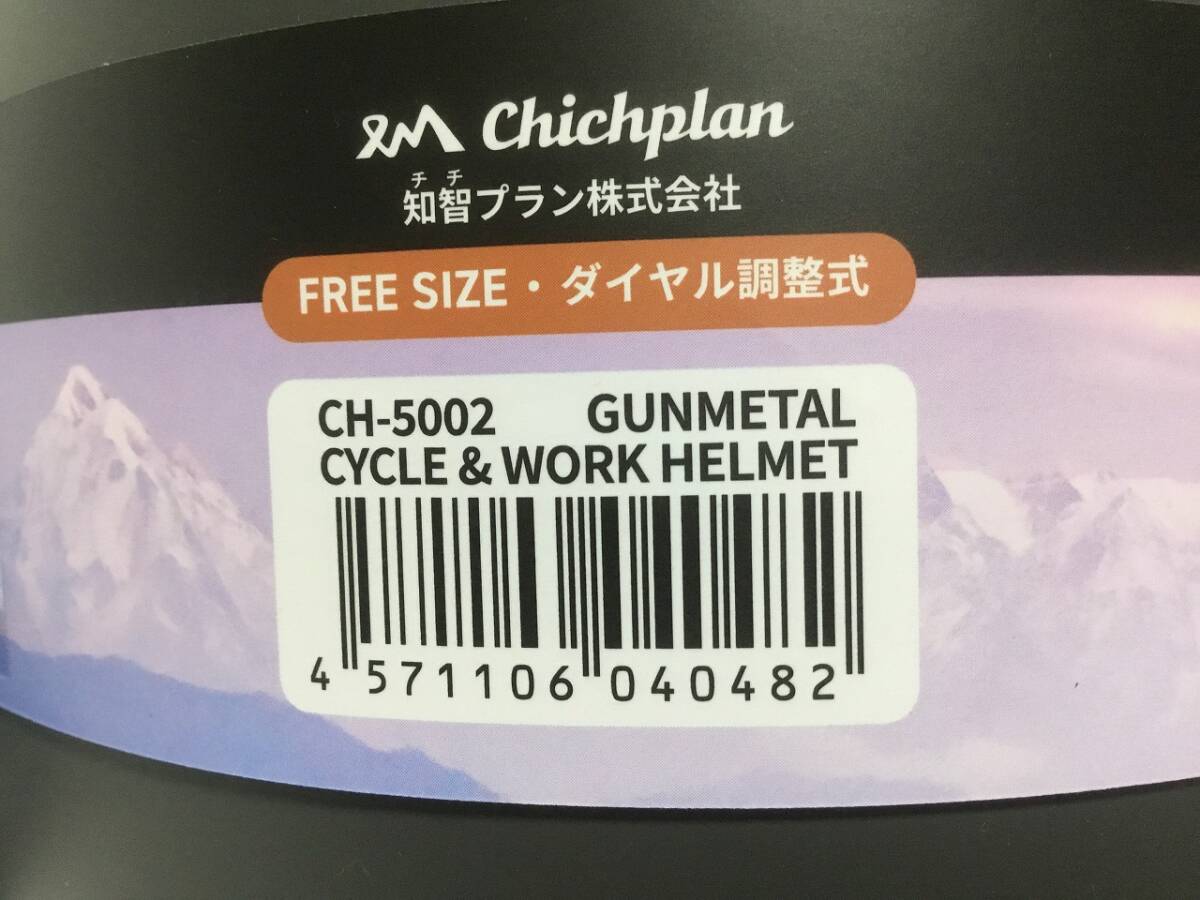 Chichplan
チチ
知智プラン株式会社
FREE SIZE・ダイヤル調整式
CH-5002 GUNMETAL
CYCLE & WORK HELMET
4 571106 040482